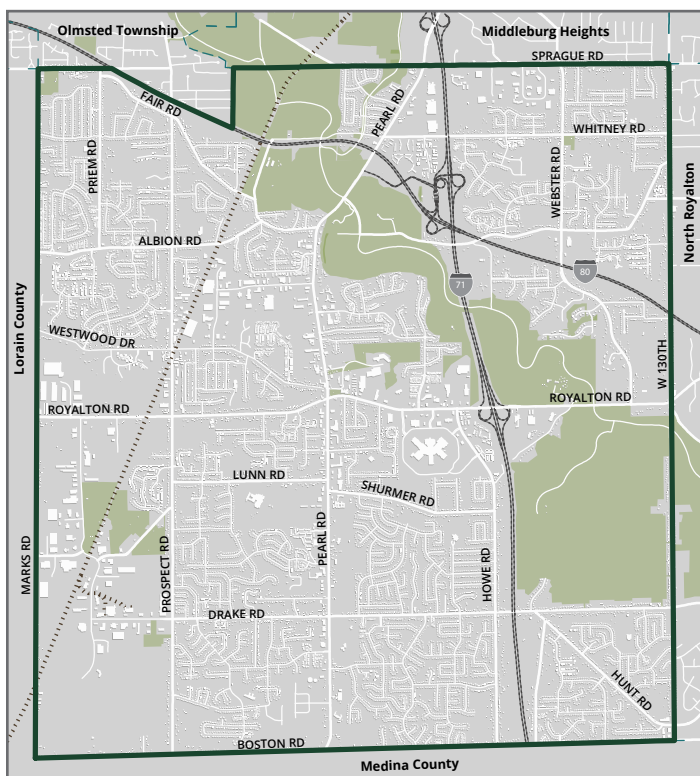 Olmsted Township
Middleburg Heights
SPRAGUE RD
FAIR RD
PEARL RD
WHITNEY RD
PRIEM RD
WEBSTER RD
North Royalton
ALBION RD
80
71
Lorain County
WESTWOOD DR
W 130TH
ROYALTON RD
ROYALTON RD
LUNN RD
SHURMER RD
MARKS RD
PROSPECT RD
PEARL RD
HOWE RD
DRAKE RD
HUNT RD
BOSTON RD
Medina County